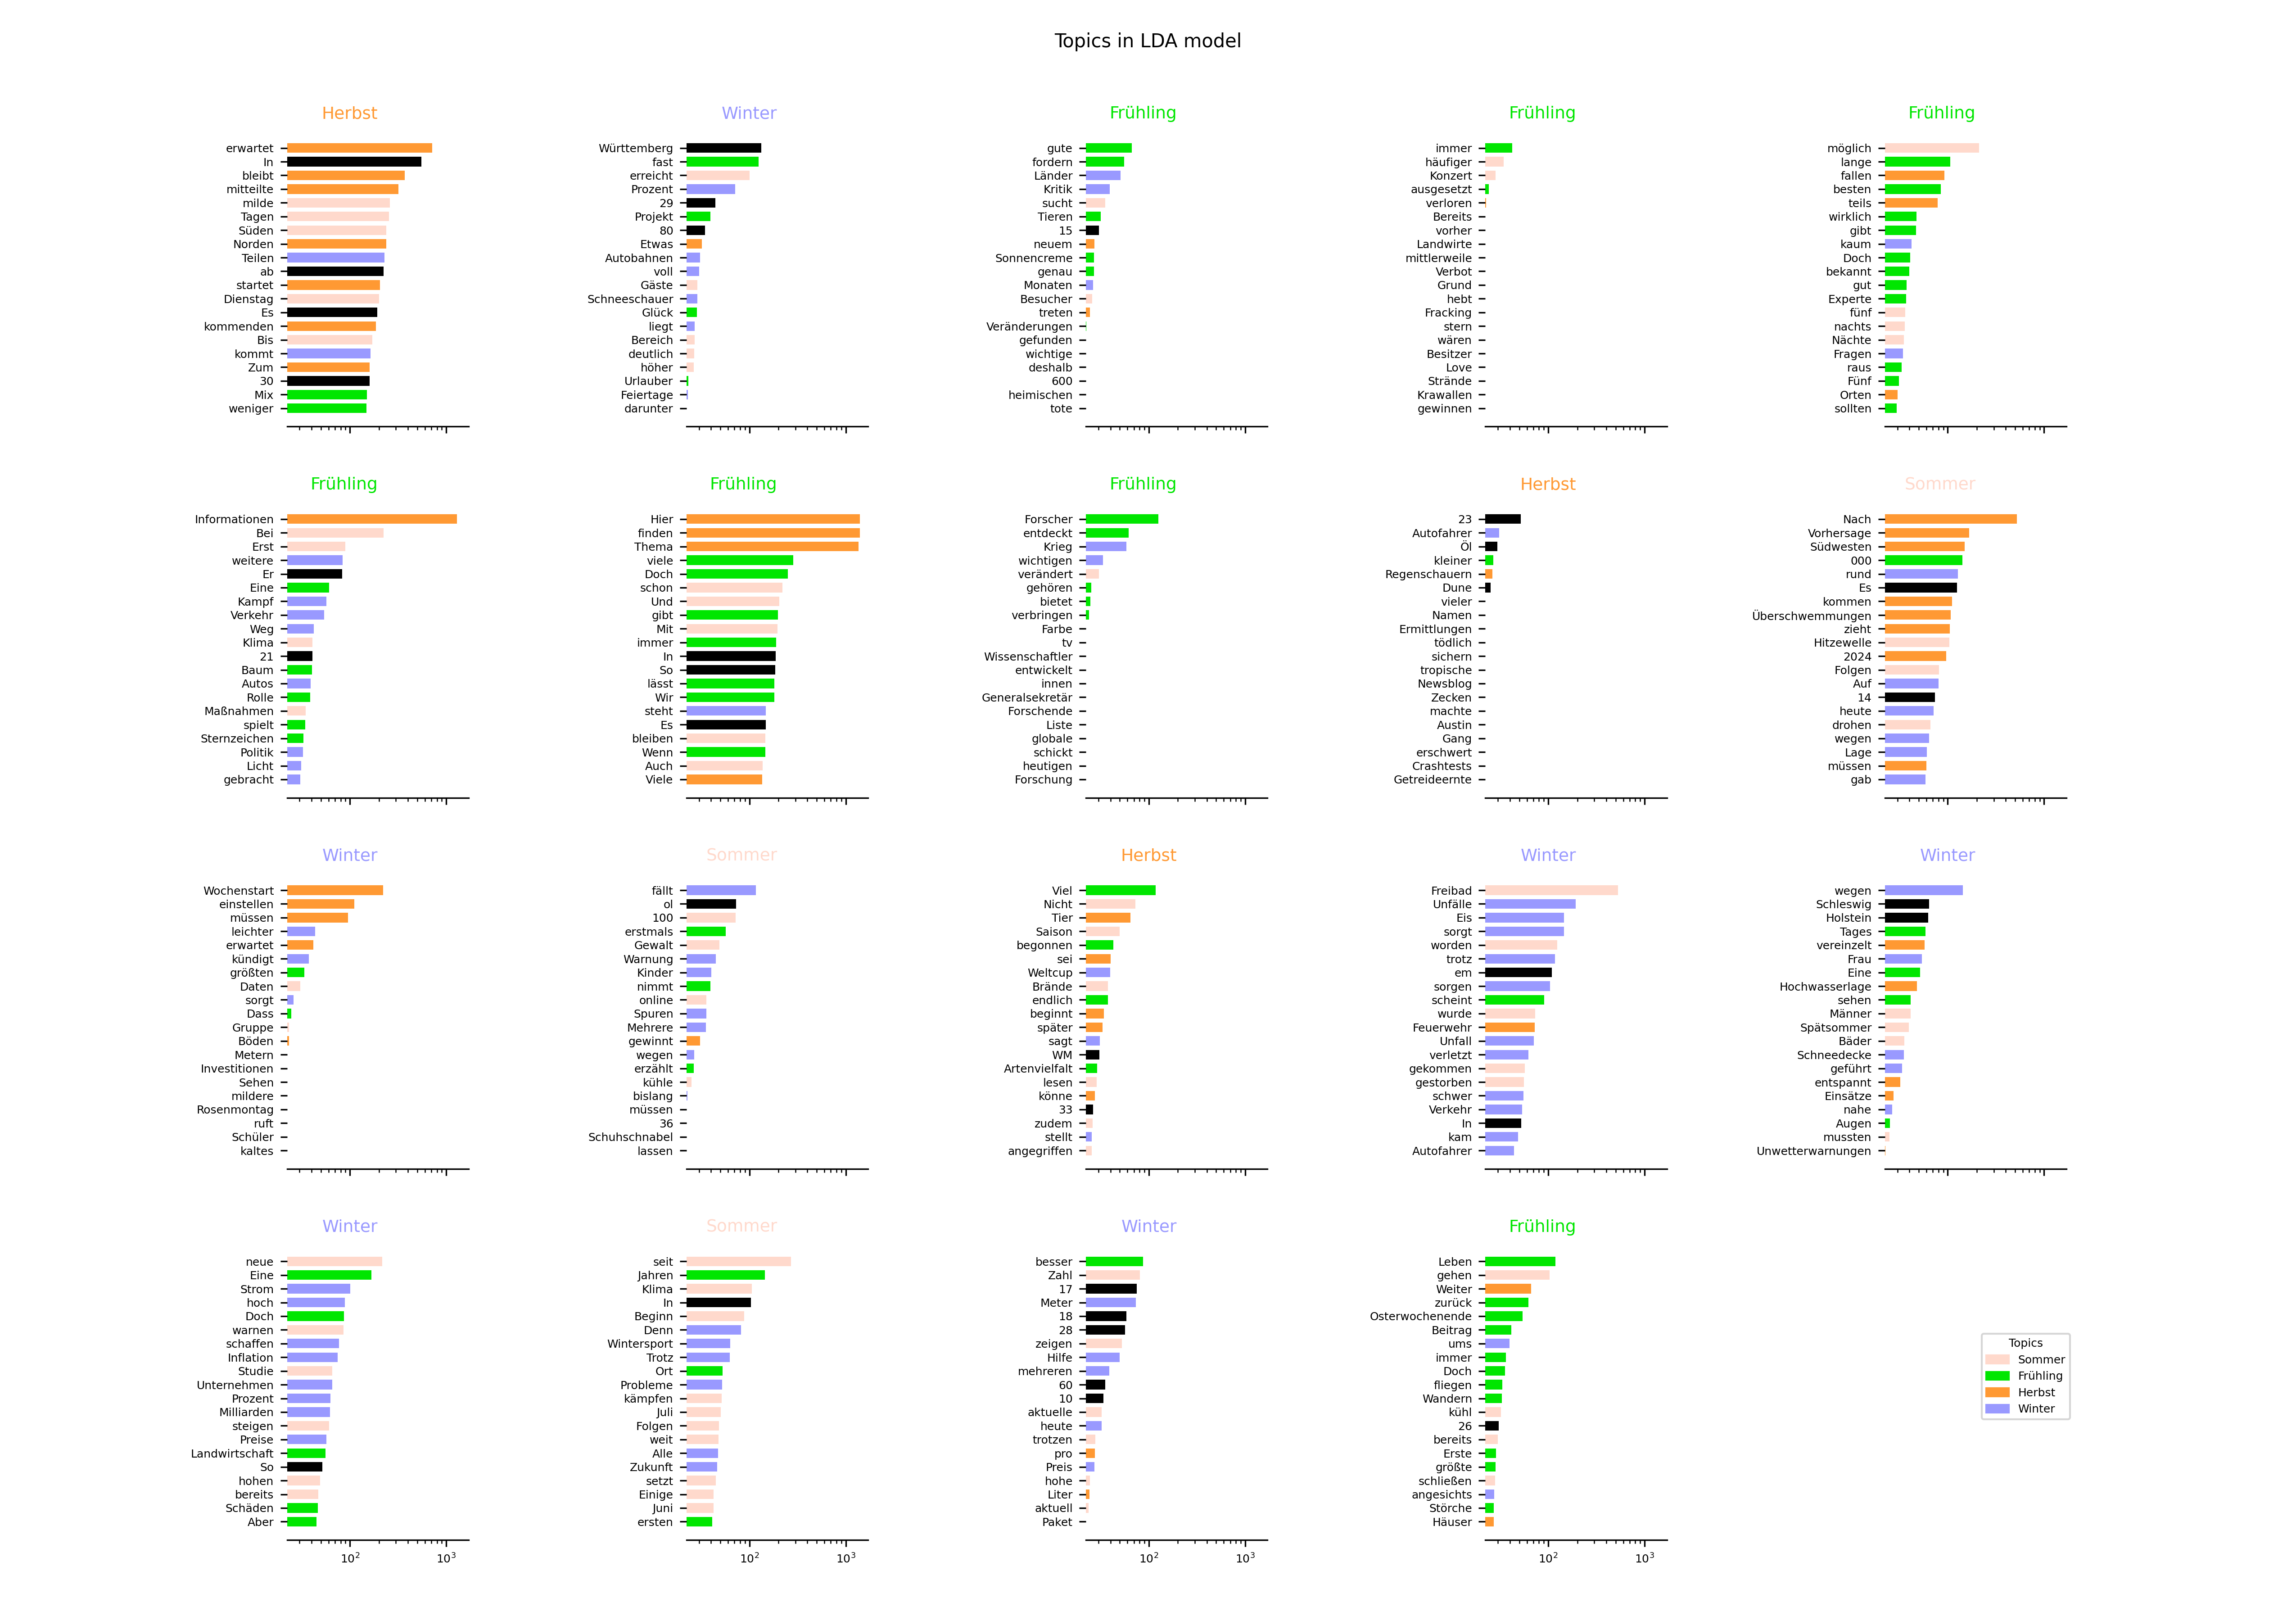 Topics in LDA model
Herbst
erwartet
In
bleibt
mitteilte
milde
Tagen
Süden
Norden
Teilen
ab
startet
Dienstag
Es
kommenden
Bis
kommt
Zum
30
Mix
weniger
Winter
Württemberg
fast
erreicht
Prozent
29
Projekt
80
Etwas
Autobahnen
voll
Gäste
Schneeschauer
Glück
liegt
Bereich
deutlich
höher
Urlauber
Feiertage
darunter
Frühling
gute
fordern
Länder
Kritik
sucht
Tieren
15
neuem
Sonnencreme
genau
Monaten
Besucher
treten
Veränderungen
gefunden
wichtige
deshalb
600
heimischen
tote
Frühling
immer
häufiger
Konzert
ausgesetzt
verloren
Bereits
vorher
Landwirte
mittlerweile
Verbot
Grund
hebt
Fracking
stern
wären
Besitzer
Love
Strände
Krawallen
gewinnen
Frühling
möglich
lange
fallen
besten
teils
wirklich
gibt
kaum
Doch
bekannt
gut
Experte
fünf
nachts
Nächte
Fragen
raus
Fünf
Orten
sollten
Frühling
Informationen
Bei
Erst
weitere
Er
Eine
Kampf
Verkehr
Weg
Klima
21
Baum
Autos
Rolle
Maßnahmen
spielt
Sternzeichen
Politik
Licht
gebracht
Frühling
Hier
finden
Thema
viele
Doch
schon
Und
gibt
Mit
immer
In
So
lässt
Wir
steht
Es
bleiben
Wenn
Auch
Viele
Frühling
Forscher
entdeckt
Krieg
wichtigen
verändert
gehören
bietet
verbringen
Farbe
tv
Wissenschaftler
entwickelt
innen
Generalsekretär
Forschende
Liste
globale
schickt
heutigen
Forschung
Herbst
23
Autofahrer
Öl
kleiner
Regenschauern
Dune
vieler
Namen
Ermittlungen
tödlich
sichern
tropische
Newsblog
Zecken
machte
Austin
Gang
erschwert
Crashtests
Getreideernte
Sommer
Nach
Vorhersage
Südwesten
000
rund
Es
kommen
Überschwemmungen
zieht
Hitzewelle
2024
Folgen
Auf
14
heute
drohen
wegen
Lage
müssen
gab
Winter
Wochenstart
einstellen
müssen
leichter
erwartet
kündigt
größten
Daten
sorgt
Dass
Gruppe
Böden
Metern
Investitionen
Sehen
mildere
Rosenmontag
ruft
Schüler
kaltes
Sommer
fällt
ol
100
erstmals
Gewalt
Warnung
Kinder
nimmt
online
Spuren
Mehrere
gewinnt
wegen
erzählt
kühle
bislang
müssen
36
Schuhschnabel
lassen
Herbst
Viel
Nicht
Tier
Saison
begonnen
sei
Weltcup
Brände
endlich
beginnt
später
sagt
WM
Artenvielfalt
lesen
könne
33
zudem
stellt
angegriffen
Winter
Freibad
Unfälle
Eis
sorgt
worden
trotz
em
sorgen
scheint
wurde
Feuerwehr
Unfall
verletzt
gekommen
gestorben
schwer
Verkehr
In
kam
Autofahrer
Winter
wegen
Schleswig
Holstein
Tages
vereinzelt
Frau
Eine
Hochwasserlage
sehen
Männer
Spätsommer
Bäder
Schneedecke
geführt
entspannt
Einsätze
nahe
Augen
mussten
Unwetterwarnungen
Winter
neue
Eine
Strom
hoch
Doch
warnen
schaffen
Inflation
Studie
Unternehmen
Prozent
Milliarden
steigen
Preise
Landwirtschaft
So
hohen
bereits
Schäden
Aber
10² 10³
Sommer
seit
Jahren
Klima
In
Beginn
Denn
Wintersport
Trotz
Ort
Probleme
kämpfen
Juli
Folgen
weit
Alle
Zukunft
setzt
Einige
Juni
ersten
10² 10³
Winter
besser
Zahl
17
Meter
18
28
zeigen
Hilfe
mehreren
60
10
aktuelle
heute
trotzen
pro
Preis
hohe
Liter
aktuell
Paket
10² 10³
Frühling
Leben
gehen
Weiter
zurück
Osterwochenende
Beitrag
ums
immer
Doch
fliegen
Wandern
kühl
26
bereits
Erste
größte
schließen
angesichts
Störche
Häuser
10² 10³
Topics
Sommer
Frühling
Herbst
Winter